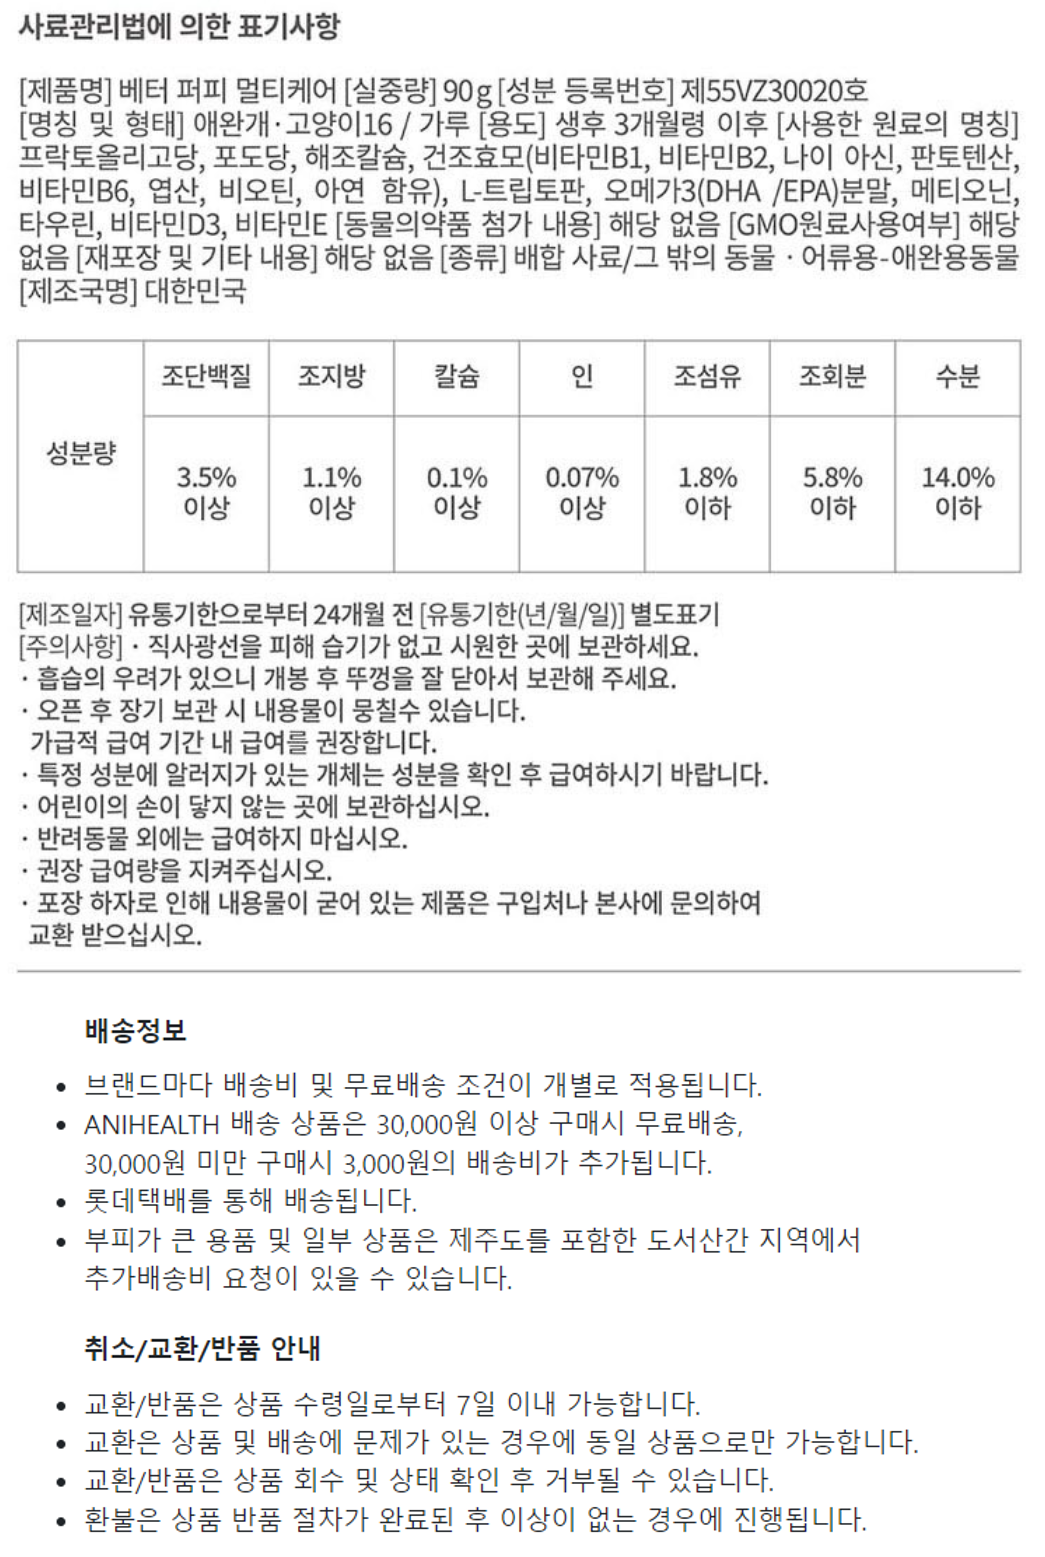 사료관리법에 의한 표기사항
[제품명] 베터 퍼피 멀티케어 [실중량] 90g [성분 등록번호] 제55VZ30020호
[명칭 및 형태] 애완개·고양이16 / 가루 [용도] 생후 3개월령 이후 [사용한 원료의 명칭]
프락토올리고당, 포도당, 해조칼슘, 건조효모(비타민B1, 비타민B2, 나이 아신, 판토텐산,
비타민B6, 엽산, 비오틴, 아연 함유), L-트립토판, 오메가3(DHA /EPA)분말, 메티오닌,
타우린, 비타민D3, 비타민E [동물의약품 첨가 내용] 해당 없음 [GMO원료사용여부] 해당
없음 [재포장 및 기타 내용] 해당 없음 [종류] 배합 사료/그 밖의 동물 · 어류용-애완용동물
[제조국명] 대한민국
조단백질 조지방 칼슘 인 조섬유 조회분 수분
성분량
3.5% 1.1% 0.1% 0.07% 1.8% 5.8% 14.0%
이상 이상 이상 이상 이하 이하 이하
[제조일자] 유통기한으로부터 24개월 전 [유통기한(년/월/일)] 별도표기
[주의사항] · 직사광선을 피해 습기가 없고 시원한 곳에 보관하세요.
· 흡습의 우려가 있으니 개봉 후 뚜껑을 잘 닫아서 보관해 주세요.
· 오픈 후 장기 보관 시 내용물이 뭉칠수 있습니다.
가급적 급여 기간 내 급여를 권장합니다.
· 특정 성분에 알러지가 있는 개체는 성분을 확인 후 급여하시기 바랍니다.
· 어린이의 손이 닿지 않는 곳에 보관하십시오.
· 반려동물 외에는 급여하지 마십시오.
· 권장 급여량을 지켜주십시오.
· 포장 하자로 인해 내용물이 굳어 있는 제품은 구입처나 본사에 문의하여
교환 받으십시오.
배송정보
• 브랜드마다 배송비 및 무료배송 조건이 개별로 적용됩니다.
• ANIHEALTH 배송 상품은 30,000원 이상 구매시 무료배송,
30,000원 미만 구매시 3,000원의 배송비가 추가됩니다.
• 롯데택배를 통해 배송됩니다.
• 부피가 큰 용품 및 일부 상품은 제주도를 포함한 도서산간 지역에서
추가배송비 요청이 있을 수 있습니다.
취소/교환/반품 안내
• 교환/반품은 상품 수령일로부터 7일 이내 가능합니다.
• 교환은 상품 및 배송에 문제가 있는 경우에 동일 상품으로만 가능합니다.
• 교환/반품은 상품 회수 및 상태 확인 후 거부될 수 있습니다.
• 환불은 상품 반품 절차가 완료된 후 이상이 없는 경우에 진행됩니다.